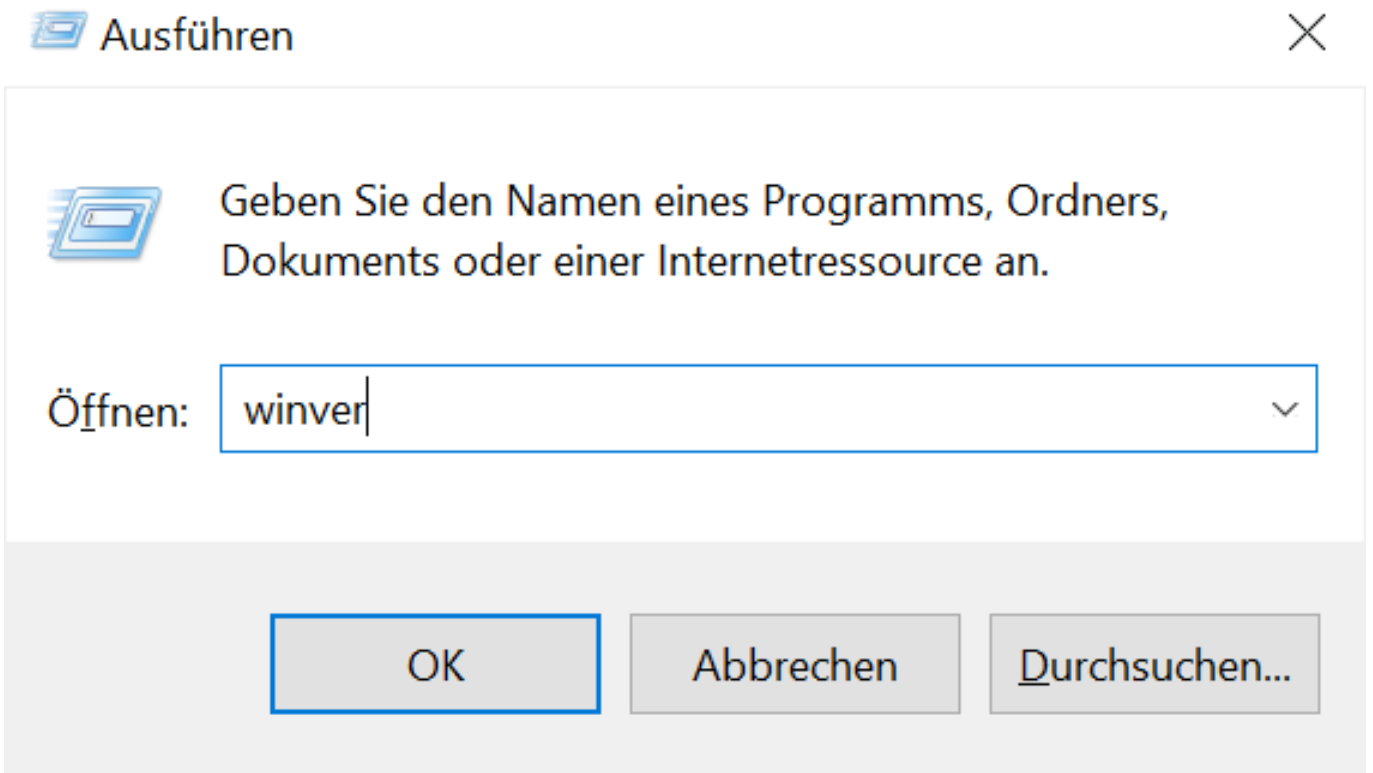 Ausführen
Geben Sie den Namen eines Programms, Ordners,
Dokuments oder einer Internetressource an.
Öffnen: winver
OK Abbrechen Durchsuchen...